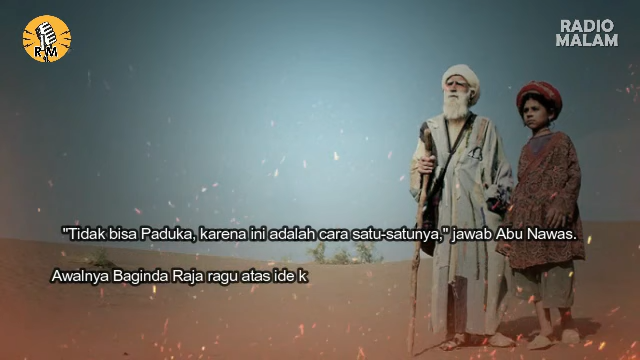 RM
RADIO
MALAM
"Tidak bisa Paduka, karena ini adalah cara satu-satunya," jawab Abu Nawas.
Awalnya Baginda Raja ragu atas ide k